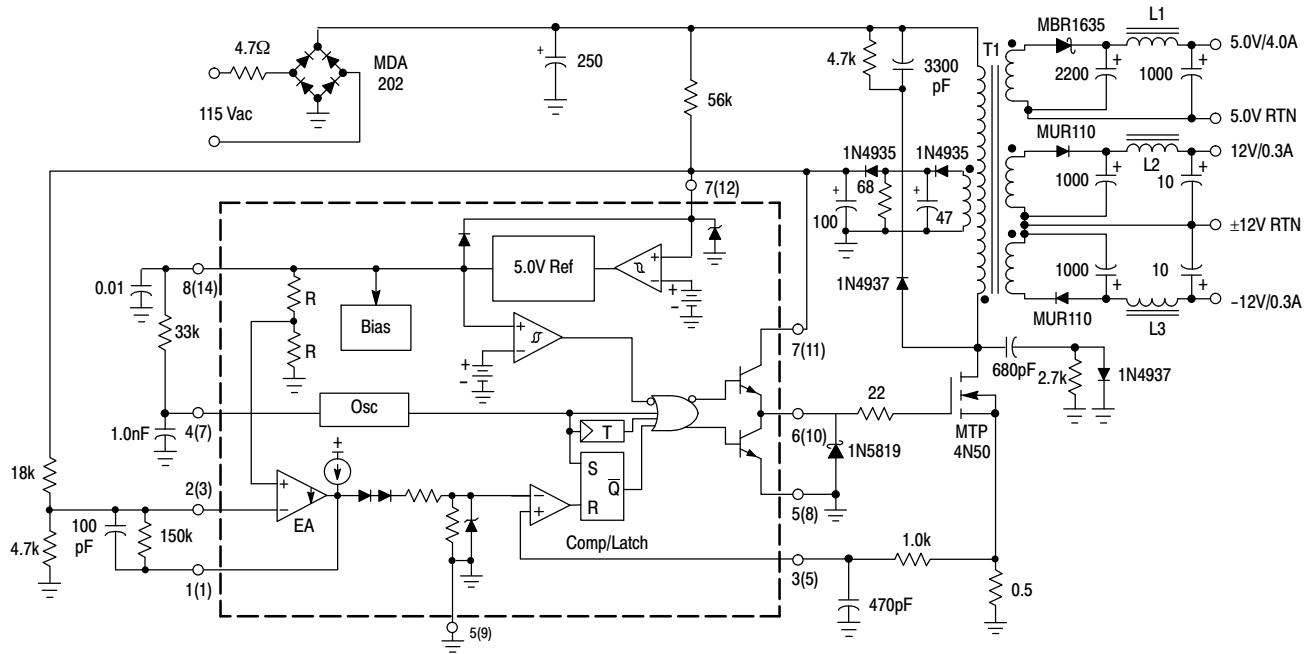 4.7Ω
MDA
202
115 Vac
+
250
56k
4.7k
3300
pF
T1
MBR1635
L1
5.0V/4.0A
2200
+
1000
+
5.0V RTN
MUR110
12V/0.3A
L2
1000
+
10
+
±12V RTN
1000
+
10
+
MUR110
L3
−12V/0.3A
1N4935
1N4935
68
+
100
+
47
1N4937
680pF
2.7k
1N4937
7(12)
0.01
8(14)
33k
R
R
Bias
5.0V Ref
+
−
+
−
+
−
+
−
7(11)
1.0nF
4(7)
Osc
T
S
R
Q
6(10)
22
1N5819
MTP
4N50
5(8)
18k
2(3)
100
pF
150k
4.7k
1(1)
+
−
EA
+
−
+
Comp/Latch
3(5)
1.0k
470pF
0.5
5(9)